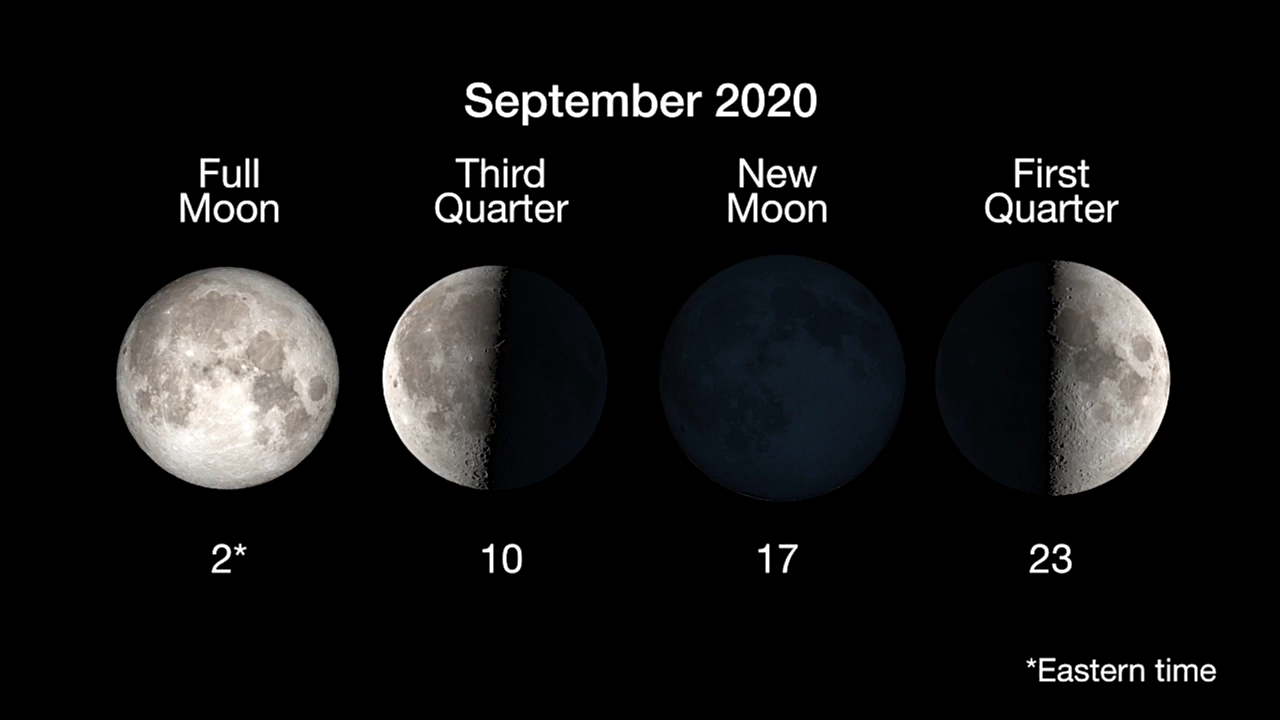 September 2020
Full
Moon
Third
Quarter
New
Moon
First
Quarter
2*
10
17
23
*Eastern time